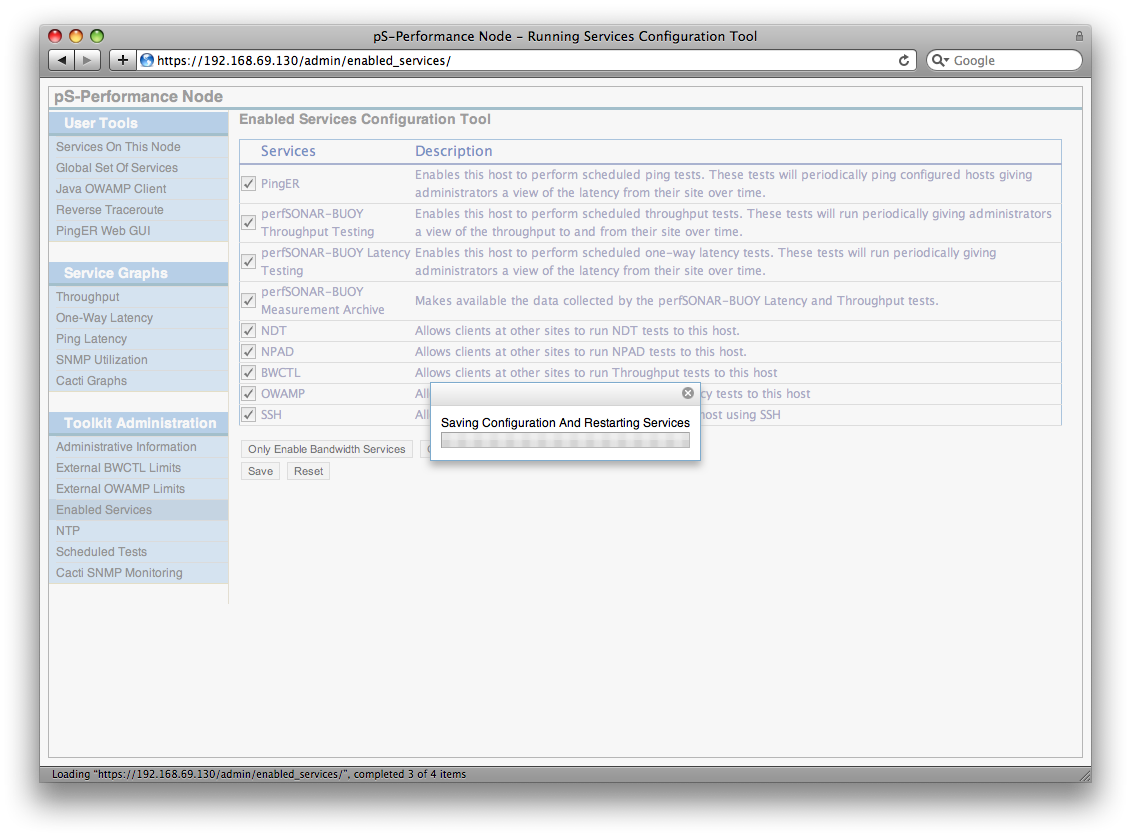 pS-Performance Node - Running Services Configuration Tool
https://192.168.69.130/admin/enabled_services/
Google
pS-Performance Node
User Tools
Services On This Node
Global Set Of Services
Java OWAMP Client
Reverse Traceroute
PingER Web GUI
Service Graphs
Throughput
One-Way Latency
Ping Latency
SNMP Utilization
Cacti Graphs
Toolkit Administration
Administrative Information
External BWCTL Limits
External OWAMP Limits
Enabled Services
NTP
Scheduled Tests
Cacti SNMP Monitoring
Enabled Services Configuration Tool
Services Description
PingER
Enables this host to perform scheduled ping tests. These tests will periodically ping configured hosts giving
administrators a view of the latency from their site over time.
perfSONAR-BUOY
Throughput Testing
Enables this host to perform scheduled throughput tests. These tests will run periodically giving administrators
a view of the throughput to and from their site over time.
perfSONAR-BUOY Latency
Testing
Enables this host to perform scheduled one-way latency tests. These tests will run periodically giving
administrators a view of the latency from their site over time.
perfSONAR-BUOY
Measurement Archive
Makes available the data collected by the perfSONAR-BUOY Latency and Throughput tests.
NDT Allows clients at other sites to run NDT tests to this host.
NPAD Allows clients at other sites to run NPAD tests to this host.
BWCTL Allows clients at other sites to run Throughput tests to this host
OWAMP tests to this host
SSH host using SSH
Saving Configuration And Restarting Services
Only Enable Bandwidth Services
Save Reset
Loading "https://192.168.69.130/admin/enabled_services/", completed 3 of 4 items